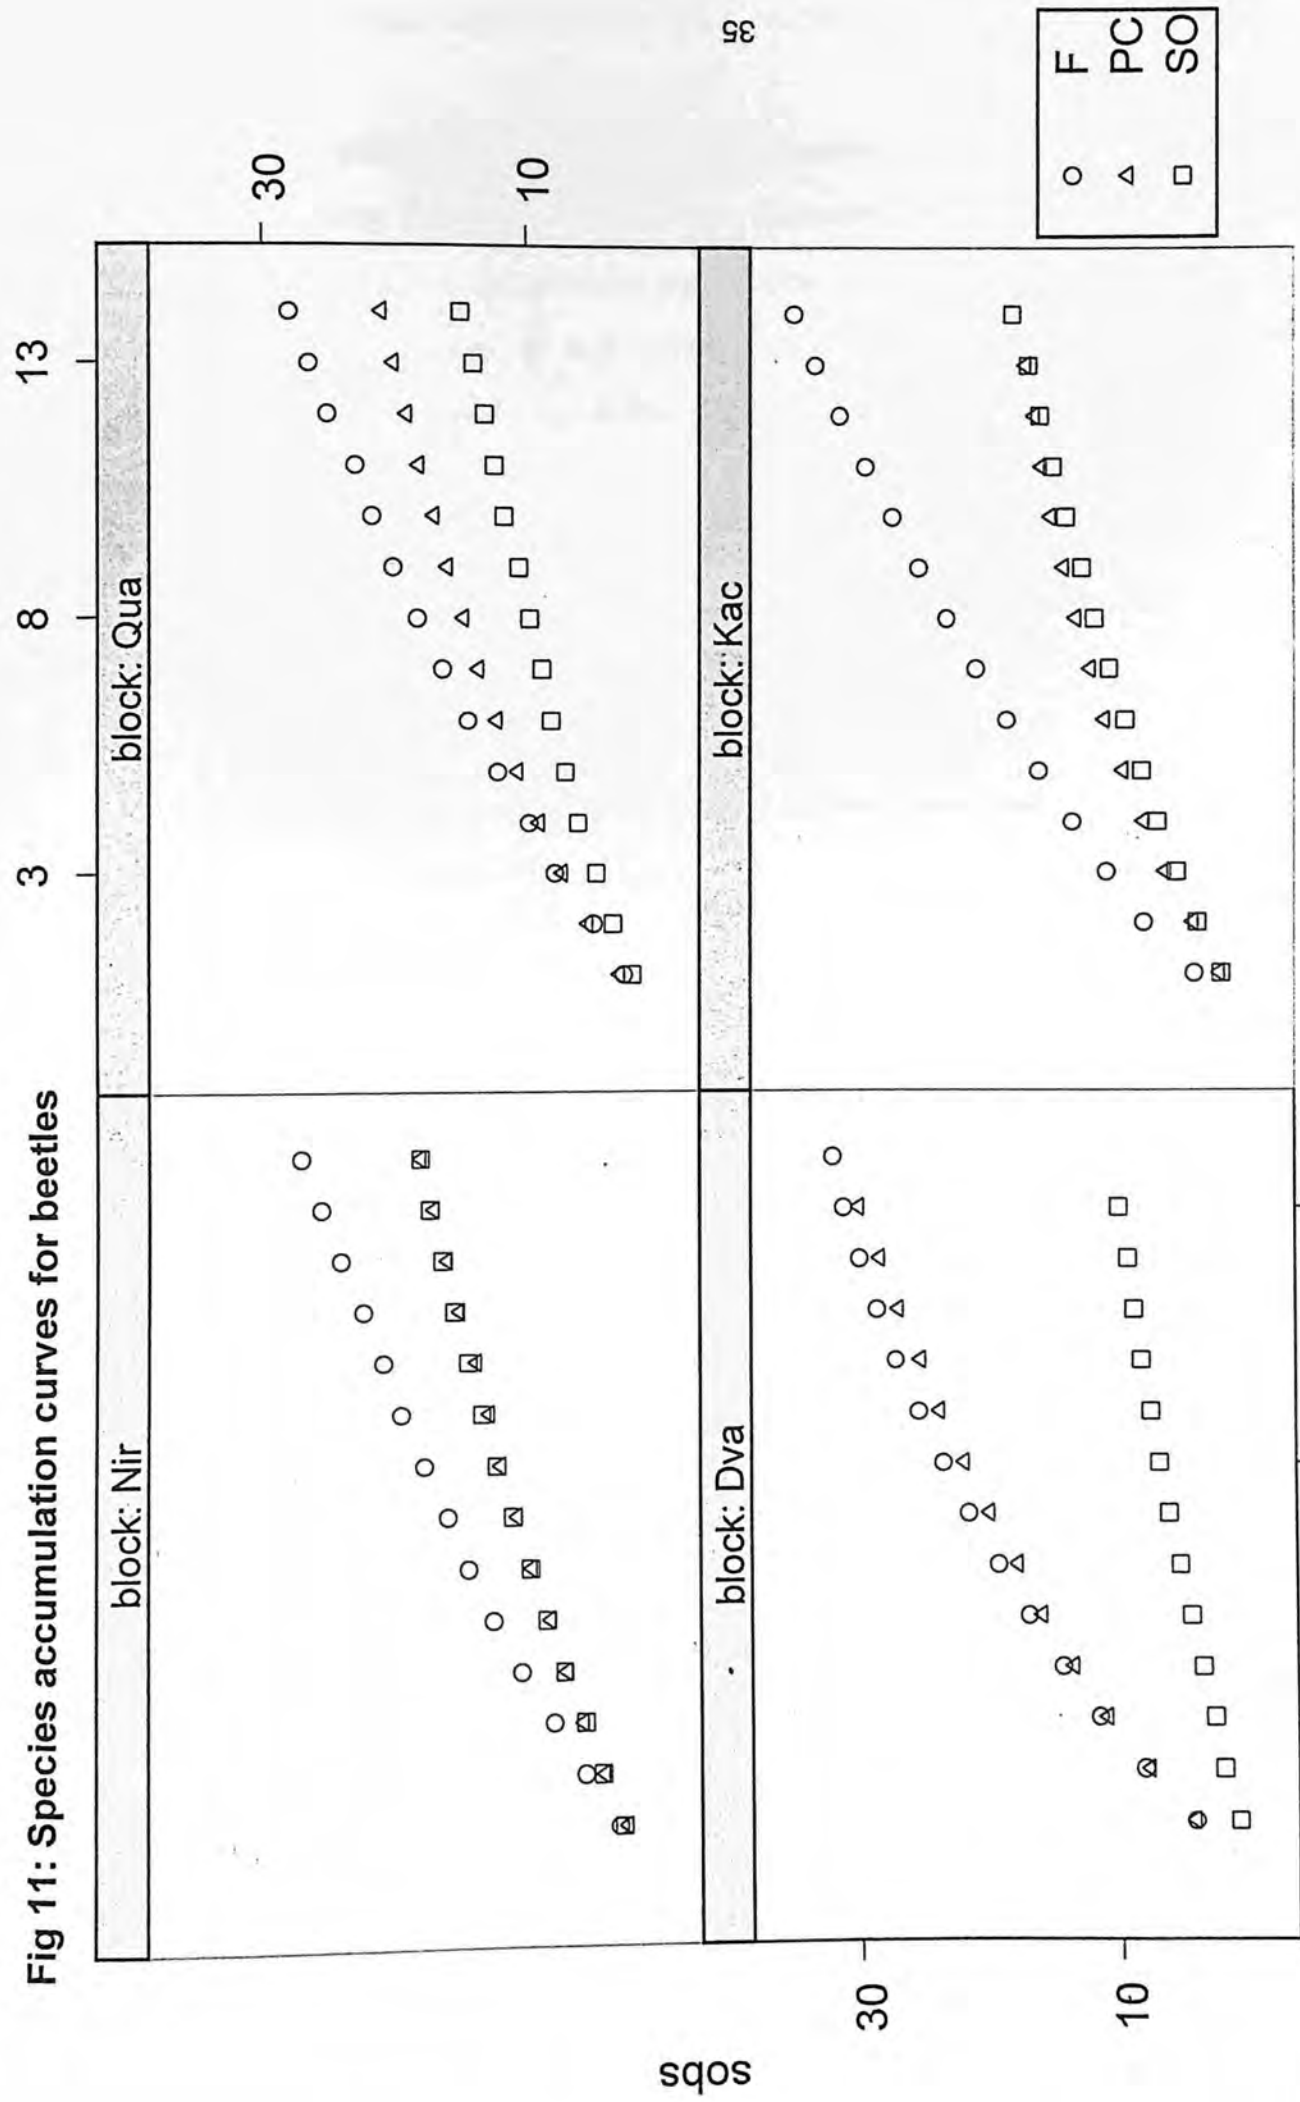 Fig 11: Species accumulation curves for beetles
3 8 13
block: Nir
block: Qua
30
10
block: Dva
block: Kac
30
10
sobs
F
PC
SO
35